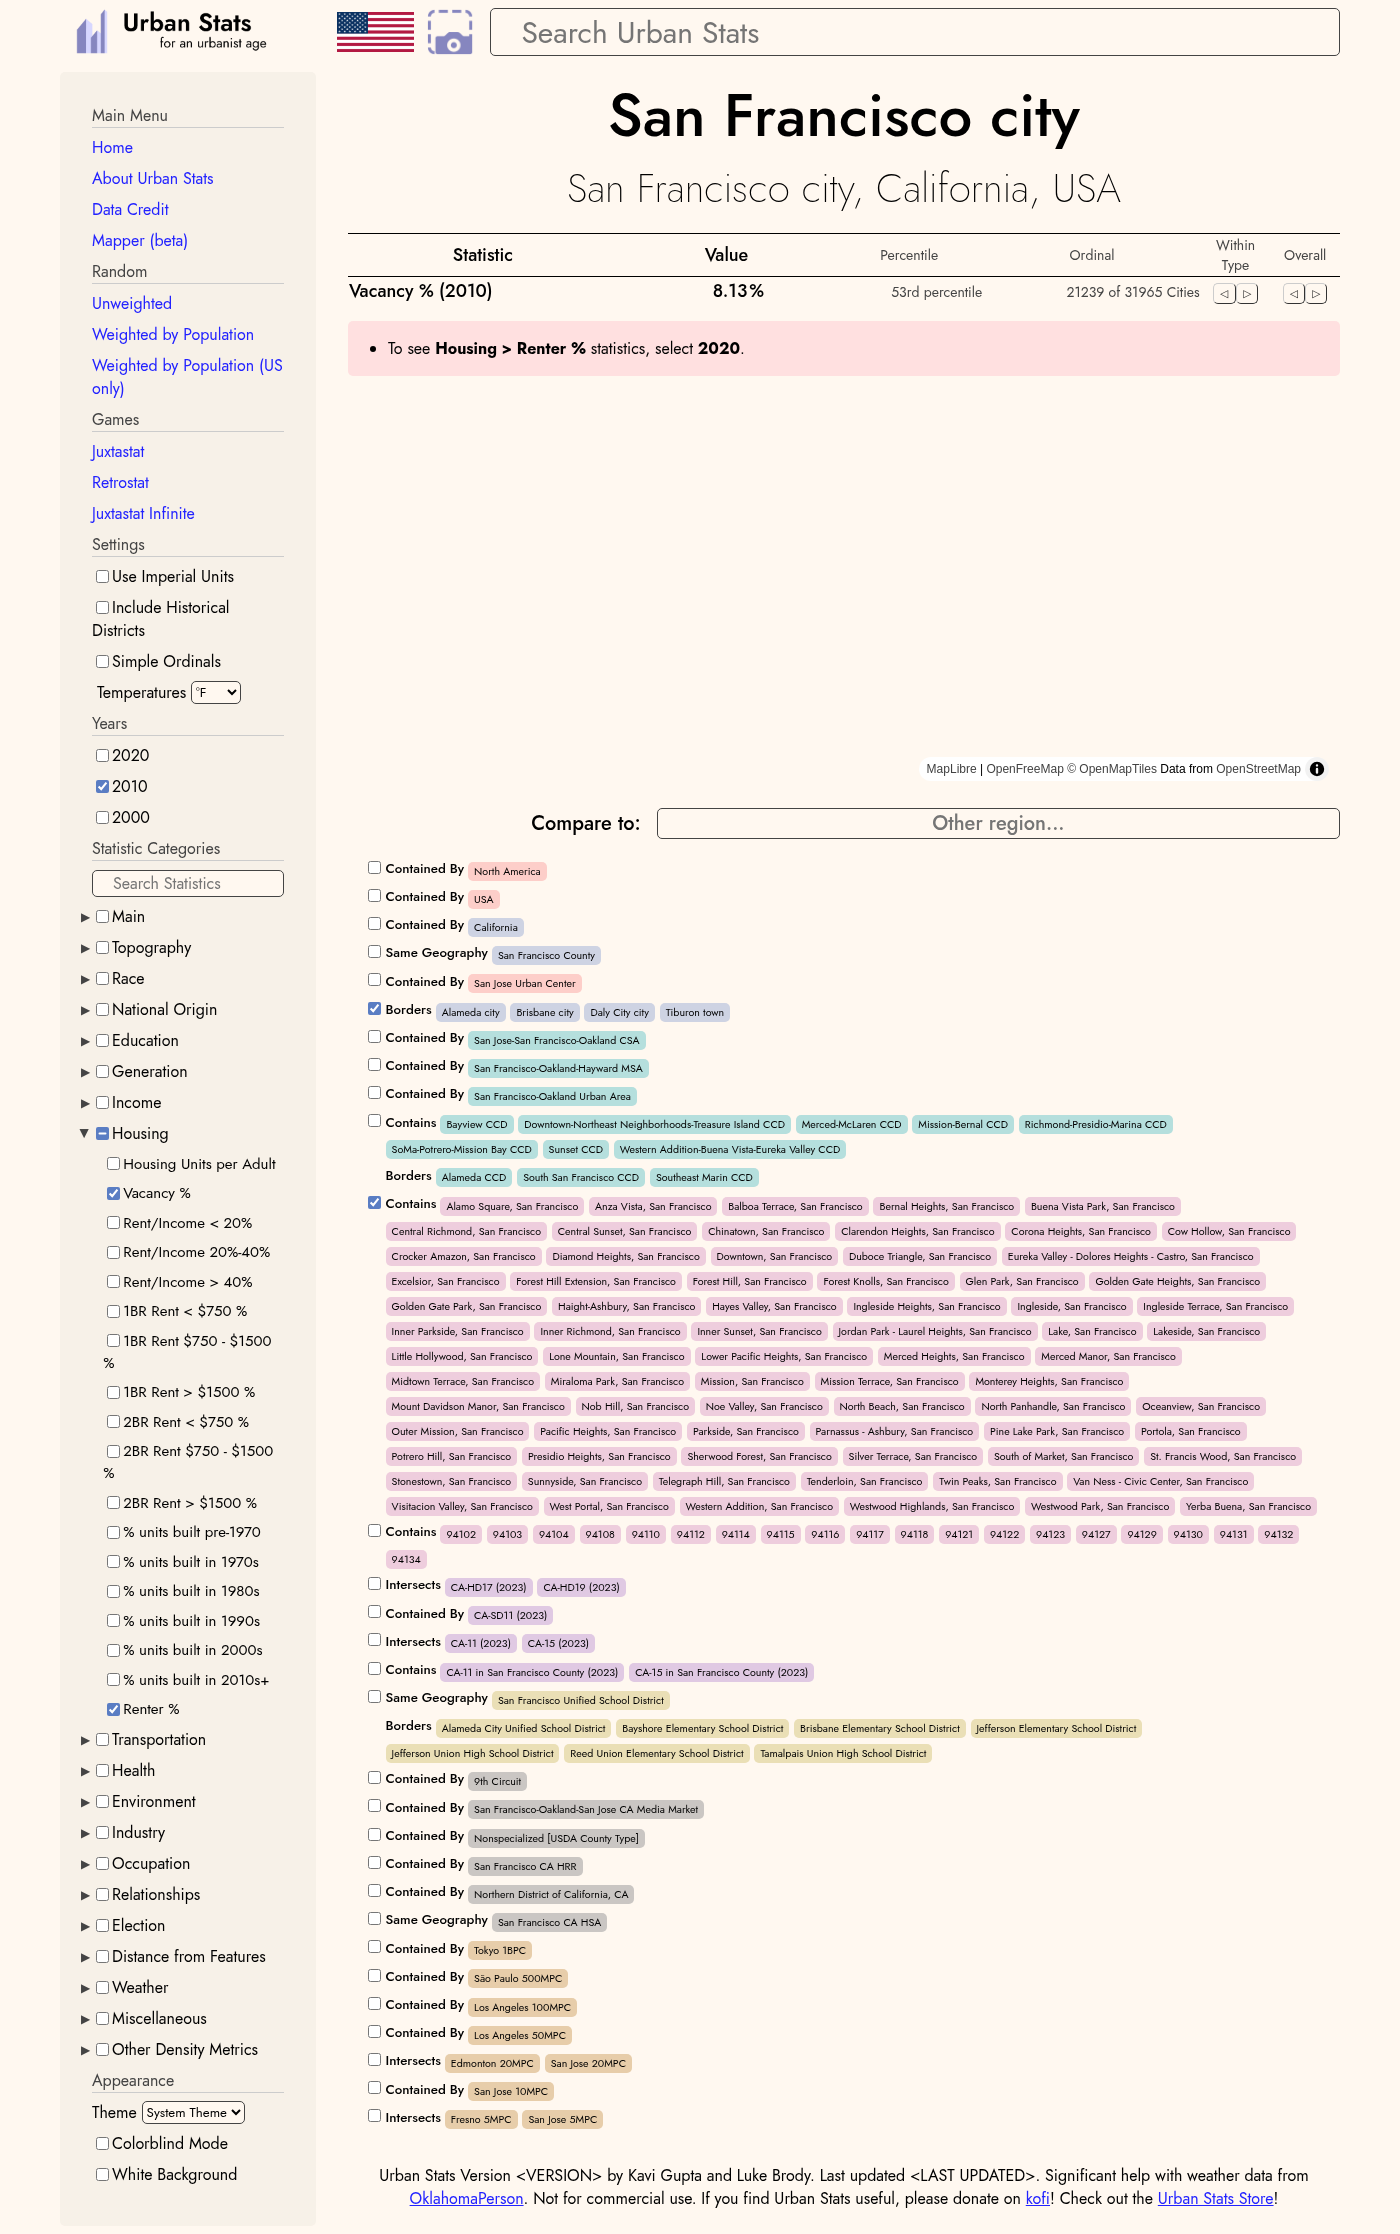 Urban Stats
for an urbanist age
Search Urban Stats
Main Menu
Home
About Urban Stats
Data Credit
Mapper (beta)
Random
Unweighted
Weighted by Population
Weighted by Population (US
only)
Games
Juxtastat
Retrostat
Juxtastat Infinite
Settings
Use Imperial Units
Include Historical
Districts
Simple Ordinals
Temperatures °F
Years
2020
2010
2000
Statistic Categories
Search Statistics
Main
Topography
Race
National Origin
Education
Generation
Income
Housing
Housing Units per Adult
Vacancy %
Rent/Income < 20%
Rent/Income 20%-40%
Rent/Income > 40%
1BR Rent < $750 %
1BR Rent $750 - $1500
%
1BR Rent > $1500 %
2BR Rent < $750 %
2BR Rent $750 - $1500
%
2BR Rent > $1500 %
% units built pre-1970
% units built in 1970s
% units built in 1980s
% units built in 1990s
% units built in 2000s
% units built in 2010s+
Renter %
Transportation
Health
Environment
Industry
Occupation
Relationships
Election
Distance from Features
Weather
Miscellaneous
Other Density Metrics
Appearance
Theme System Theme
Colorblind Mode
White Background
San Francisco city
San Francisco city, California, USA
Statistic Value Percentile Ordinal Within Type Overall
Vacancy % (2010) 8.13% 53rd percentile 21239 of 31965 Cities
To see Housing > Renter % statistics, select 2020.
MapLibre | OpenFreeMap © OpenMapTiles Data from OpenStreetMap
Compare to: Other region...
Contained By North America
Contained By USA
Contained By California
Same Geography San Francisco County
Contained By San Jose Urban Center
Borders Alameda city Brisbane city Daly City city Tiburon town
Contained By San Jose-San Francisco-Oakland CSA
Contained By San Francisco-Oakland-Hayward MSA
Contained By San Francisco-Oakland Urban Area
Contains Bayview CCD Downtown-Northeast Neighborhoods-Treasure Island CCD Merced-McLaren CCD Mission-Bernal CCD Richmond-Presidio-Marina CCD
SoMa-Potrero-Mission Bay CCD Sunset CCD Western Addition-Buena Vista-Eureka Valley CCD
Borders Alameda CCD South San Francisco CCD Southeast Marin CCD
Contains Alamo Square, San Francisco Anza Vista, San Francisco Balboa Terrace, San Francisco Bernal Heights, San Francisco Buena Vista Park, San Francisco
Central Richmond, San Francisco Central Sunset, San Francisco Chinatown, San Francisco Clarendon Heights, San Francisco Corona Heights, San Francisco Cow Hollow, San Francisco
Crocker Amazon, San Francisco Diamond Heights, San Francisco Downtown, San Francisco Duboce Triangle, San Francisco Eureka Valley - Dolores Heights - Castro, San Francisco
Excelsior, San Francisco Forest Hill Extension, San Francisco Forest Hill, San Francisco Forest Knolls, San Francisco Glen Park, San Francisco Golden Gate Heights, San Francisco
Golden Gate Park, San Francisco Haight-Ashbury, San Francisco Hayes Valley, San Francisco Ingleside Heights, San Francisco Ingleside, San Francisco Ingleside Terrace, San Francisco
Inner Parkside, San Francisco Inner Richmond, San Francisco Inner Sunset, San Francisco Jordan Park - Laurel Heights, San Francisco Lake, San Francisco Lakeside, San Francisco
Little Hollywood, San Francisco Lone Mountain, San Francisco Lower Pacific Heights, San Francisco Merced Heights, San Francisco Merced Manor, San Francisco
Midtown Terrace, San Francisco Miraloma Park, San Francisco Mission, San Francisco Mission Terrace, San Francisco Monterey Heights, San Francisco
Mount Davidson Manor, San Francisco Nob Hill, San Francisco Noe Valley, San Francisco North Beach, San Francisco North Panhandle, San Francisco Oceanview, San Francisco
Outer Mission, San Francisco Pacific Heights, San Francisco Parkside, San Francisco Parnassus - Ashbury, San Francisco Pine Lake Park, San Francisco Portola, San Francisco
Potrero Hill, San Francisco Presidio Heights, San Francisco Sherwood Forest, San Francisco Silver Terrace, San Francisco South of Market, San Francisco St. Francis Wood, San Francisco
Stonestown, San Francisco Sunnyside, San Francisco Telegraph Hill, San Francisco Tenderloin, San Francisco Twin Peaks, San Francisco Van Ness - Civic Center, San Francisco
Visitacion Valley, San Francisco West Portal, San Francisco Western Addition, San Francisco Westwood Highlands, San Francisco Westwood Park, San Francisco Yerba Buena, San Francisco
Contains 94102 94103 94104 94108 94110 94112 94114 94115 94116 94117 94118 94121 94122 94123 94127 94129 94130 94131 94132
94134
Intersects CA-HD17 (2023) CA-HD19 (2023)
Contained By CA-SD11 (2023)
Intersects CA-11 (2023) CA-15 (2023)
Contains CA-11 in San Francisco County (2023) CA-15 in San Francisco County (2023)
Same Geography San Francisco Unified School District
Borders Alameda City Unified School District Bayshore Elementary School District Brisbane Elementary School District Jefferson Elementary School District
Jefferson Union High School District Reed Union Elementary School District Tamalpais Union High School District
Contained By 9th Circuit
Contained By San Francisco-Oakland-San Jose CA Media Market
Contained By Nonspecialized [USDA County Type]
Contained By San Francisco CA HRR
Contained By Northern District of California, CA
Same Geography San Francisco CA HSA
Contained By Tokyo 1BPC
Contained By São Paulo 500MPC
Contained By Los Angeles 100MPC
Contained By Los Angeles 50MPC
Intersects Edmonton 20MPC San Jose 20MPC
Contained By San Jose 10MPC
Intersects Fresno 5MPC San Jose 5MPC
Urban Stats Version <VERSION> by Kavi Gupta and Luke Brody. Last updated <LAST UPDATED>. Significant help with weather data from
OklahomaPerson. Not for commercial use. If you find Urban Stats useful, please donate on kofi! Check out the Urban Stats Store!